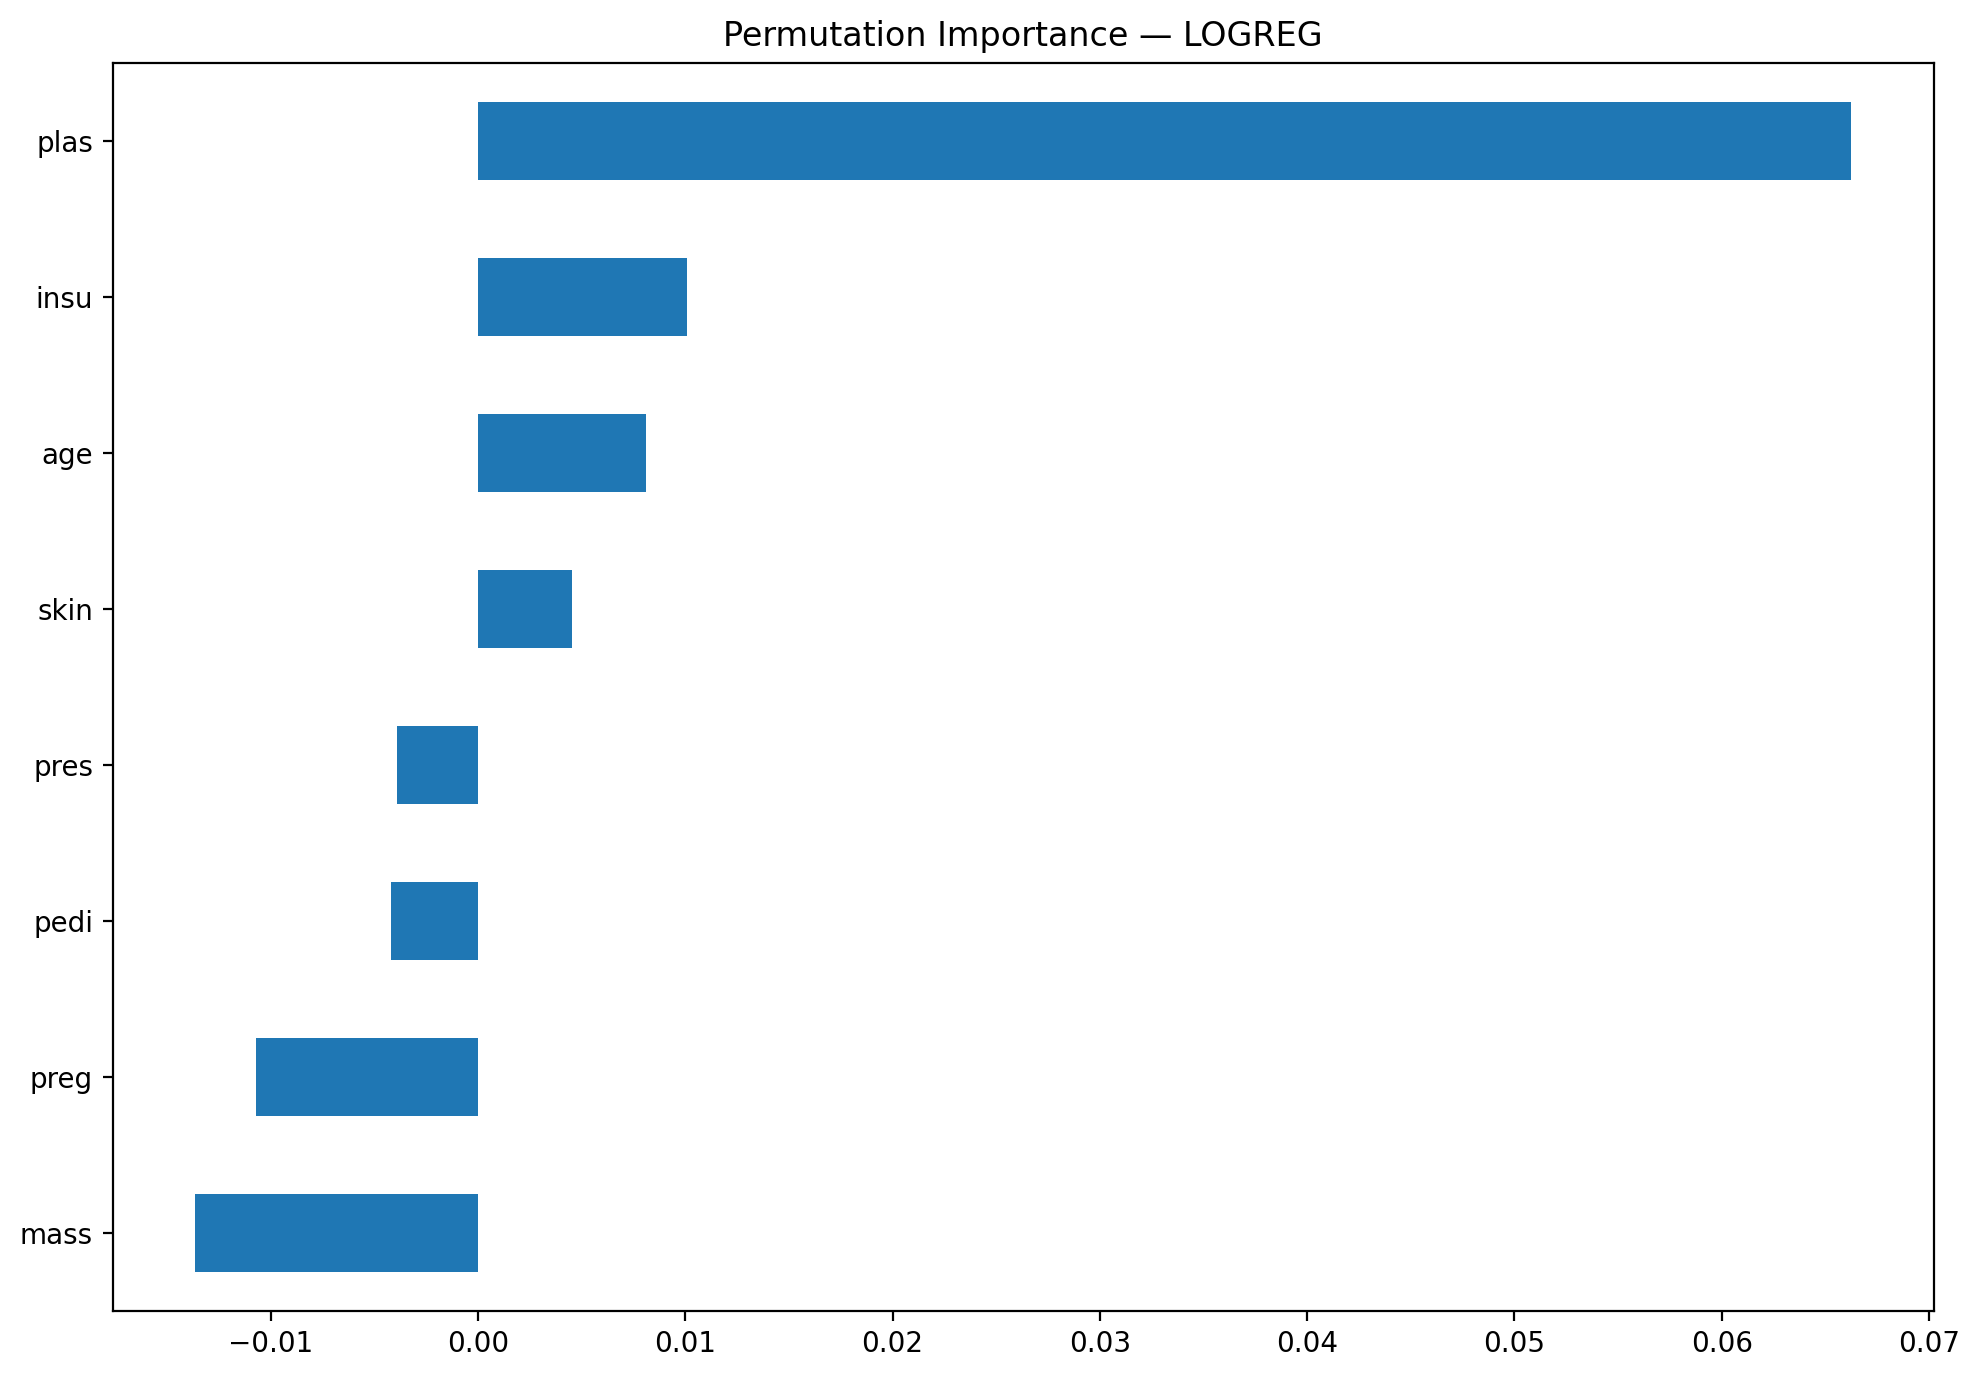 Permutation Importance — LOGREG
plas
insu
age
skin
pres
pedi
preg
mass
−0.01 0.00 0.01 0.02 0.03 0.04 0.05 0.06 0.07